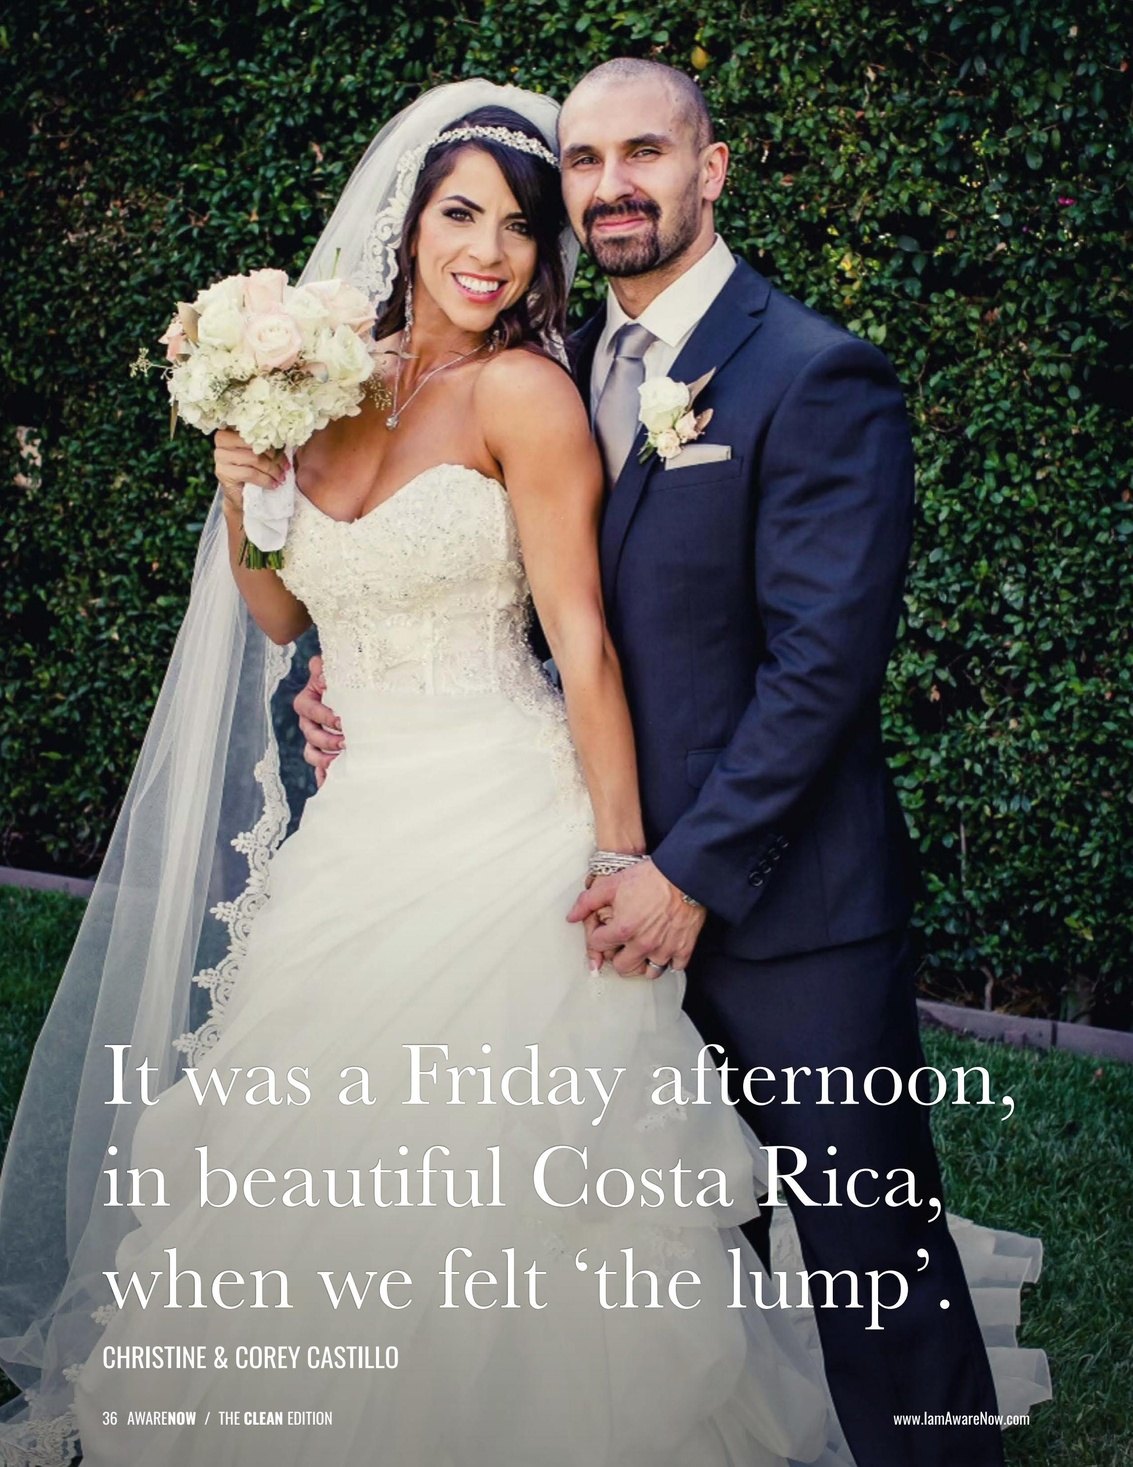 It was a Friday afternoon,
in beautiful Costa Rica,
when we felt ‘the lump’.
CHRISTINE & COREY CASTILLO
36 AWARENOW / THE CLEAN EDITION
www.IamAwareNow.com